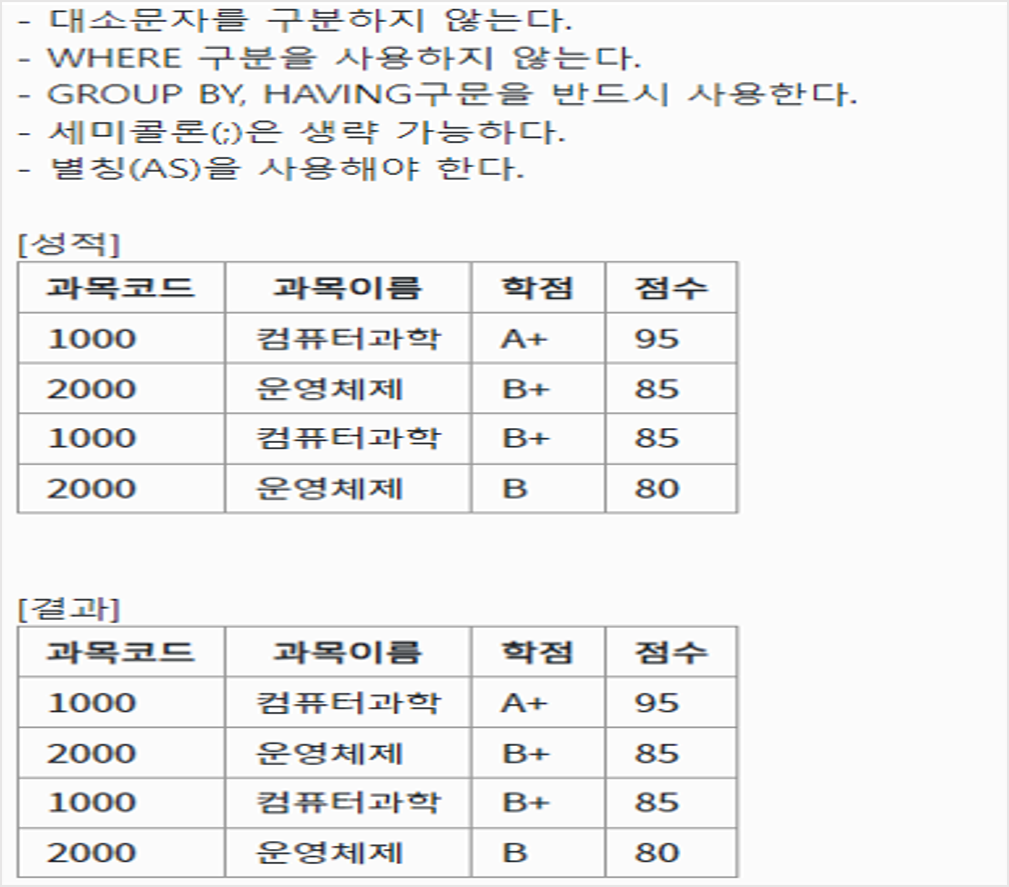 - 대소문자를 구분하지 않는다.
- WHERE 구분을 사용하지 않는다.
- GROUP BY, HAVING구문을 반드시 사용한다.
- 세미콜론(;)은 생략 가능하다.
- 별칭(AS)을 사용해야 한다.
[성적]
과목코드 과목이름 학점 점수
1000 컴퓨터과학 A+ 95
2000 운영체제 B+ 85
1000 컴퓨터과학 B+ 85
2000 운영체제 B 80
[결과]
과목코드 과목이름 학점 점수
1000 컴퓨터과학 A+ 95
2000 운영체제 B+ 85
1000 컴퓨터과학 B+ 85
2000 운영체제 B 80